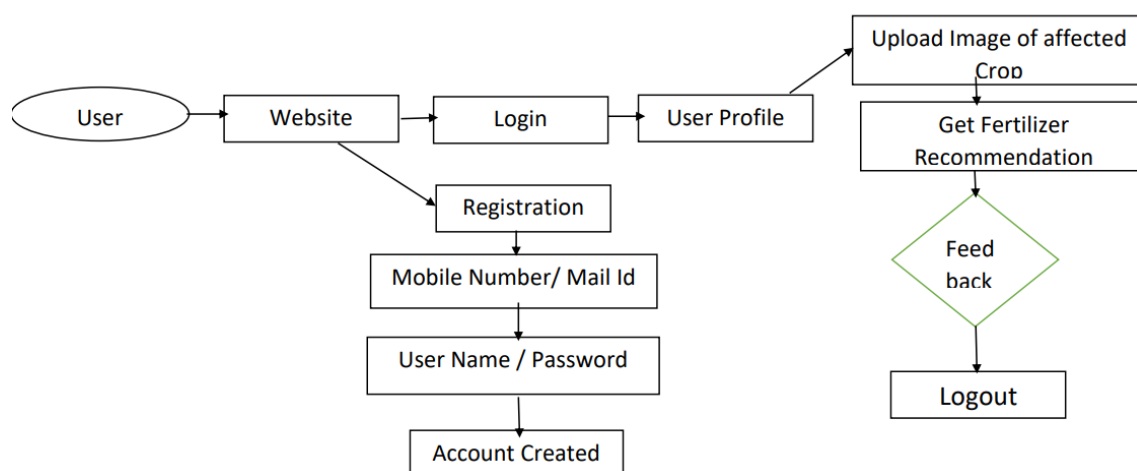 Upload Image of affected
Crop
User
Website
Login
User Profile
Get Fertilizer
Recommendation
Registration
Feed
back
Mobile Number/ Mail Id
User Name / Password
Logout
Account Created